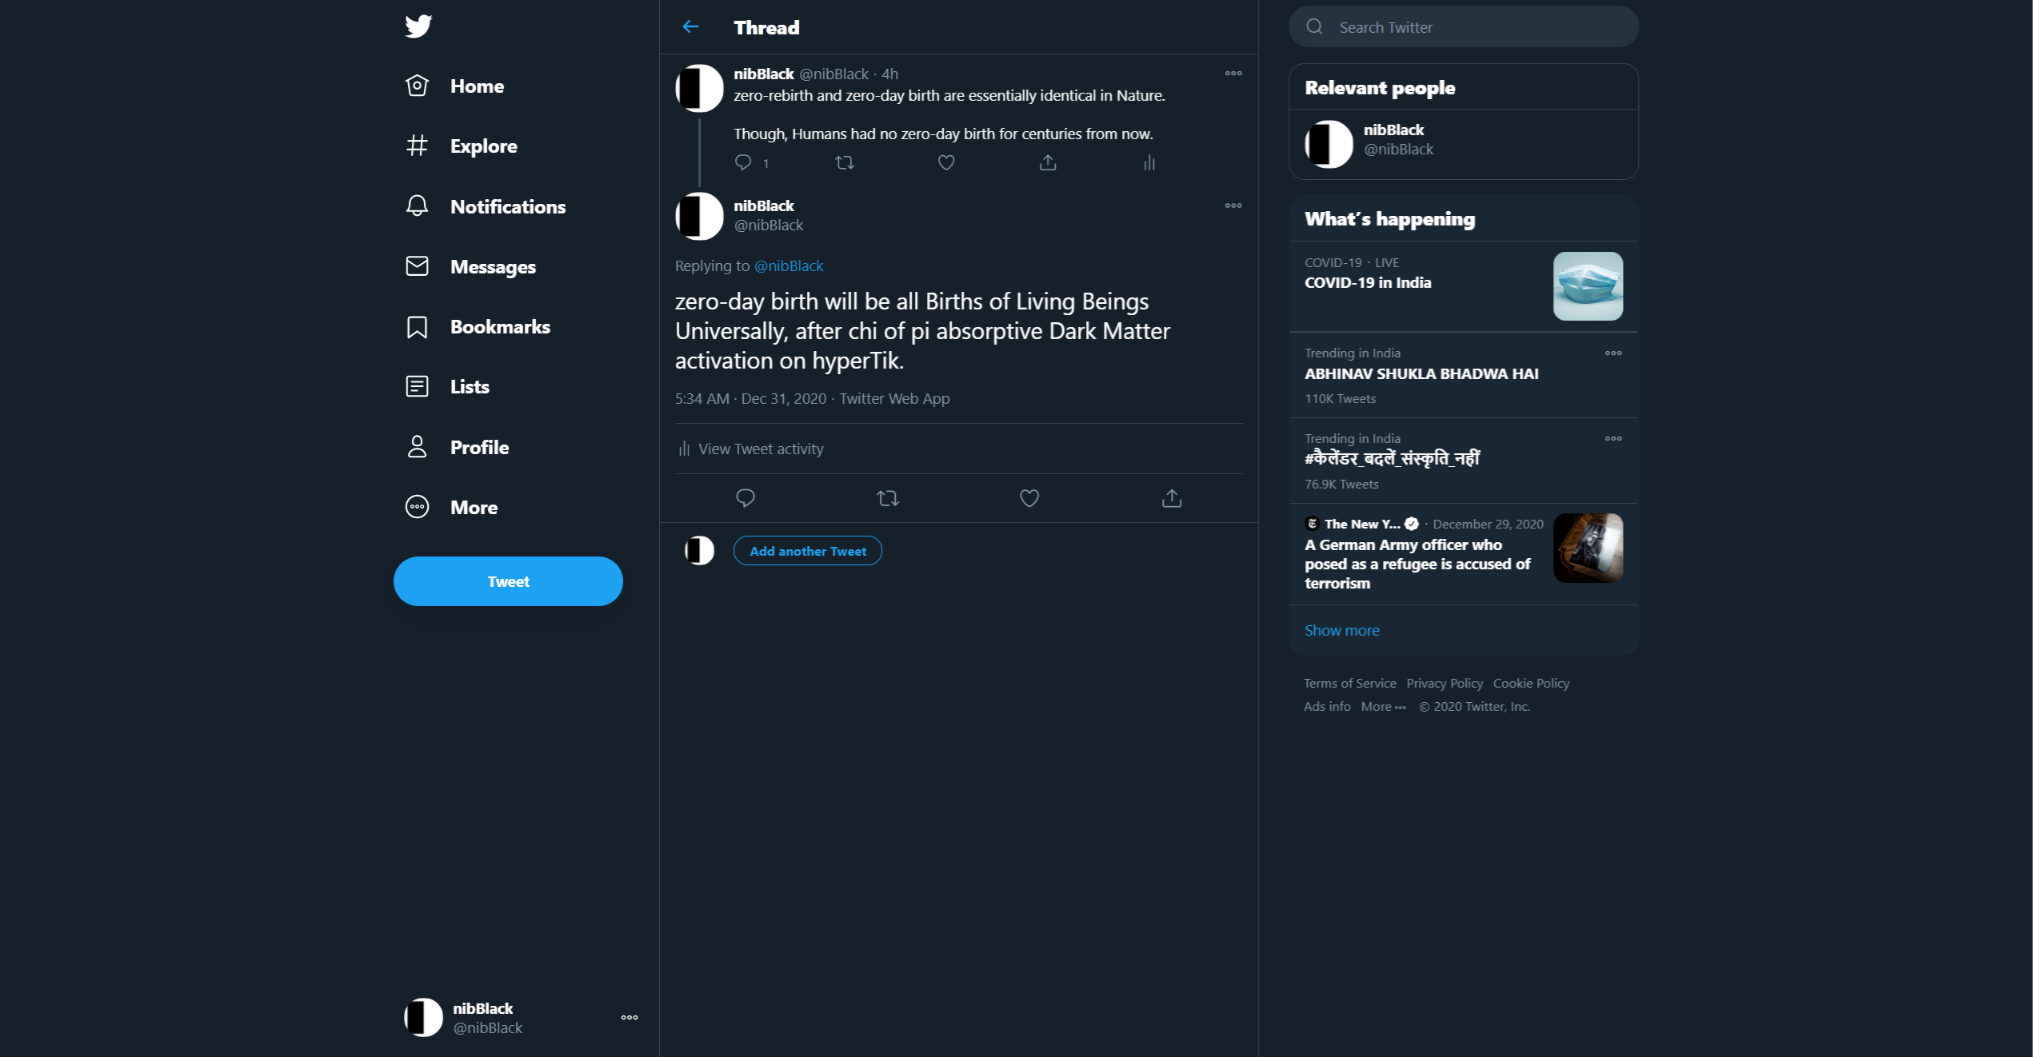 Home
Explore
Notifications
Messages
Bookmarks
Lists
Profile
More
Tweet
nibBlack
@nibBlack
Thread
nibBlack @nibBlack · 4h
zero-rebirth and zero-day birth are essentially identical in Nature.
Though, Humans had no zero-day birth for centuries from now.
1
nibBlack
@nibBlack
Replying to @nibBlack
zero-day birth will be all Births of Living Beings
Universally, after chi of pi absorptive Dark Matter
activation on hyperTik.
5:34 AM · Dec 31, 2020 · Twitter Web App
View Tweet activity
Add another Tweet
Search Twitter
Relevant people
nibBlack
@nibBlack
What's happening
COVID-19 · LIVE
COVID-19 in India
Trending in India
ABHINAV SHUKLA BHADWA HAI
110K Tweets
Trending in India
#कैलेंडर_बदलें_संस्कृति_नहीं
76.9K Tweets
The New Y... · December 29, 2020
A German Army officer who
posed as a refugee is accused of
terrorism
Show more
Terms of Service Privacy Policy Cookie Policy
Ads info More ··· © 2020 Twitter, Inc.